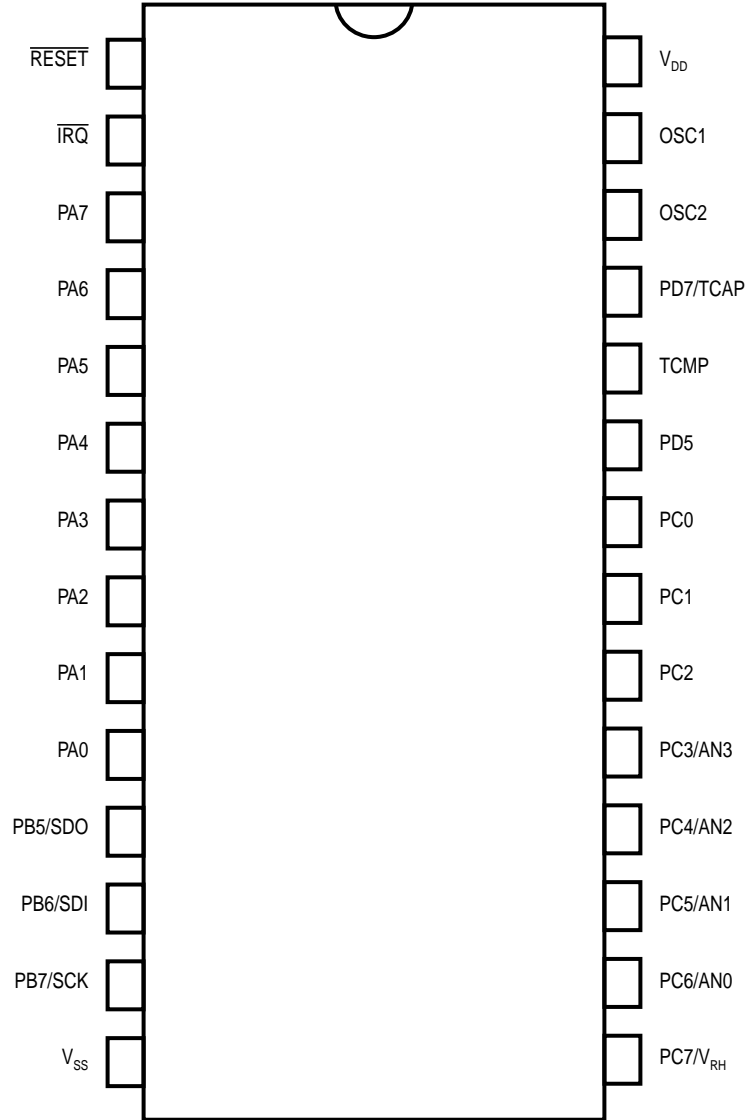 RESET
IRQ
PA7
PA6
PA5
PA4
PA3
PA2
PA1
PA0
PB5/SDO
PB6/SDI
PB7/SCK
VSS
VDD
OSC1
OSC2
PD7/TCAP
TCMP
PD5
PC0
PC1
PC2
PC3/AN3
PC4/AN2
PC5/AN1
PC6/AN0
PC7/VRH